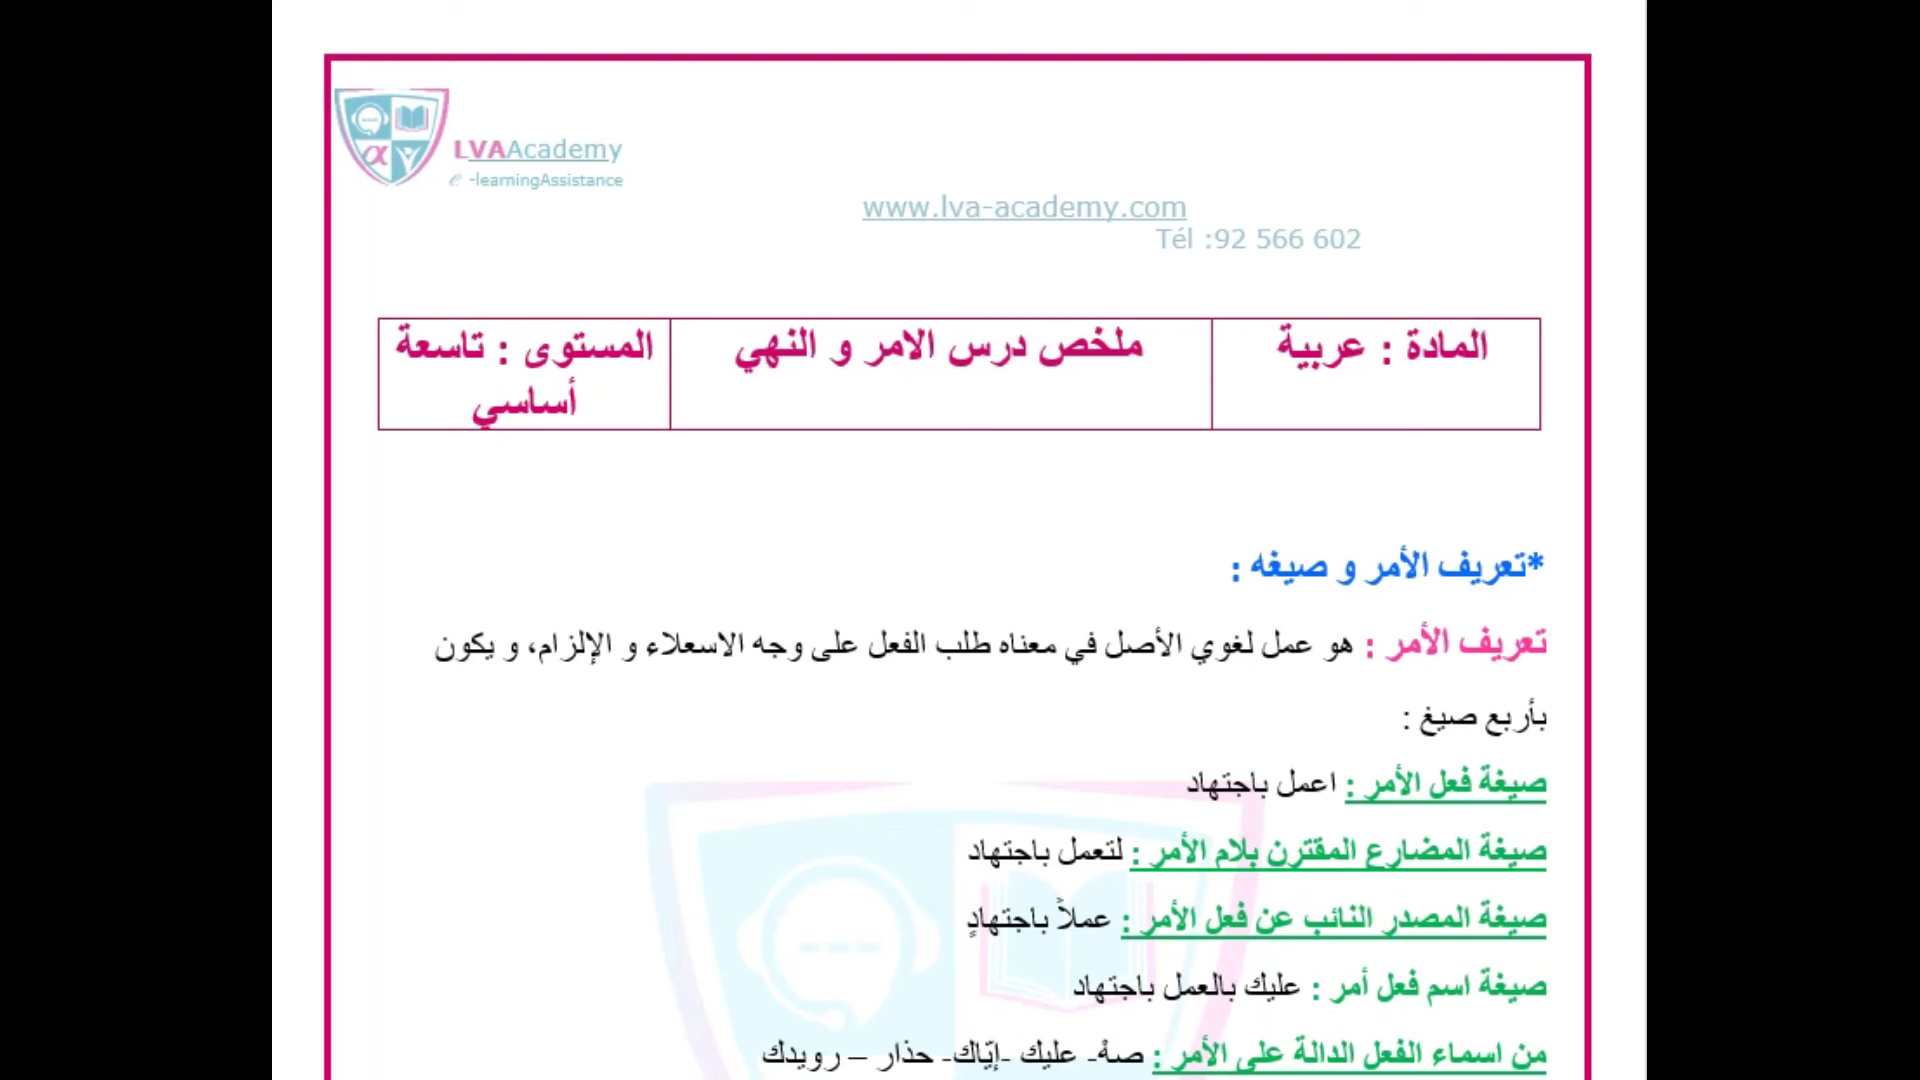 LVAAcademy
e -learningAssistance
www.lva-academy.com
Tél :92 566 602
المادة : عربية
ملخص درس الامر و النهي
المستوى : تاسعة
أساسي
*تعريف الأمر و صيغه :
تعريف الأمر : هو عمل لغوي الأصل في معناه طلب الفعل على وجه الاسعلاء و الإلزام، و يكون
بأربع صيغ :
صيغة فعل الأمر : اعمل باجتهاد
صيغة المضارع المقترن بلام الأمر : لتعمل باجتهاد
صيغة المصدر النائب عن فعل الأمر : عملاً باجتهادٍ
صيغة اسم فعل أمر : عليك بالعمل باجتهاد
من اسماء الفعل الدالة على الأمر : صهْ- عليك -إيّاك- حذار – رويدك